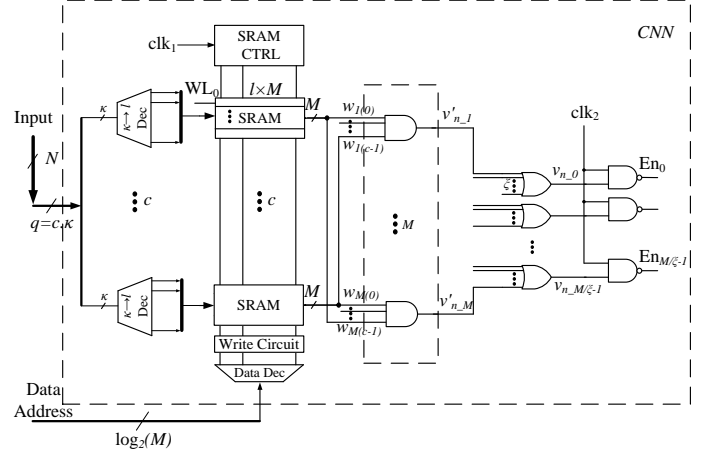 CNN
clk1
SRAM
CTRL
WL0
l×M
M
SRAM
κ
κ→l
Dec
Input
N
q=c.κ
c
c
w1(0)
w1(c-1)
v'n_1
clk2
ξ
vn_0
En0
M
κ
κ→l
Dec
SRAM
M
wM(0)
wM(c-1)
v'n_M
vn_M/ξ-1
EnM/ξ-1
Write Circuit
Data Dec
Data
Address
log2(M)